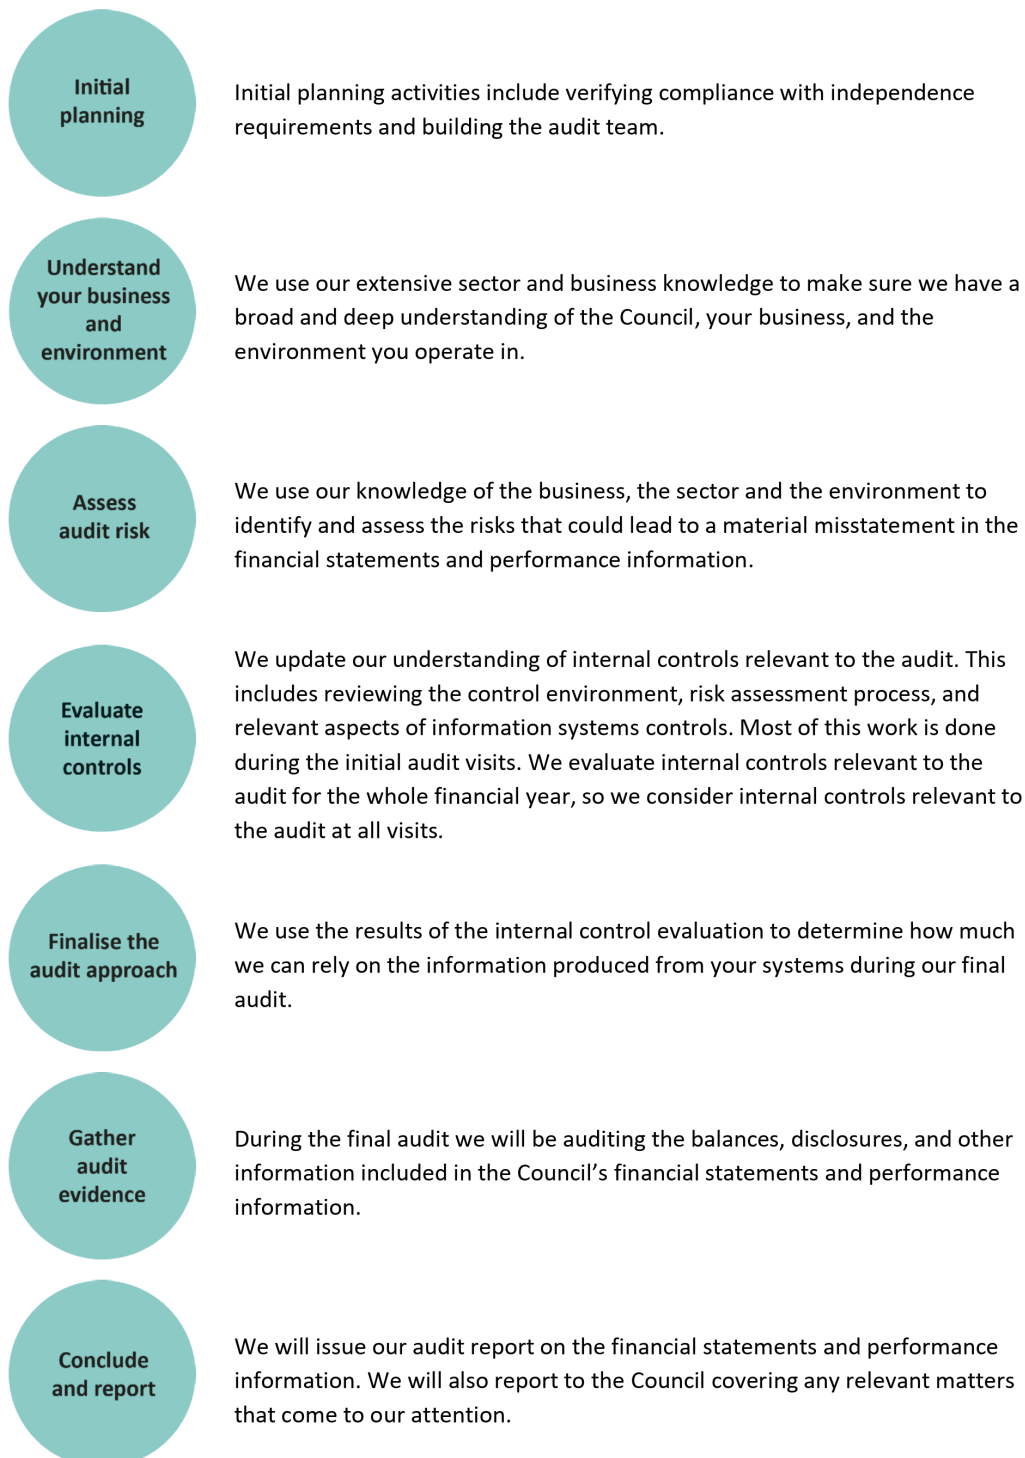 Initial
planning
Initial planning activities include verifying compliance with independence
requirements and building the audit team.
Understand
your business
and
environment
We use our extensive sector and business knowledge to make sure we have a
broad and deep understanding of the Council, your business, and the
environment you operate in.
Assess
audit risk
We use our knowledge of the business, the sector and the environment to
identify and assess the risks that could lead to a material misstatement in the
financial statements and performance information.
Evaluate
internal
controls
We update our understanding of internal controls relevant to the audit. This
includes reviewing the control environment, risk assessment process, and
relevant aspects of information systems controls. Most of this work is done
during the initial audit visits. We evaluate internal controls relevant to the
audit for the whole financial year, so we consider internal controls relevant to
the audit at all visits.
Finalise the
audit approach
We use the results of the internal control evaluation to determine how much
we can rely on the information produced from your systems during our final
audit.
Gather
audit
evidence
During the final audit we will be auditing the balances, disclosures, and other
information included in the Council’s financial statements and performance
information.
Conclude
and report
We will issue our audit report on the financial statements and performance
information. We will also report to the Council covering any relevant matters
that come to our attention.